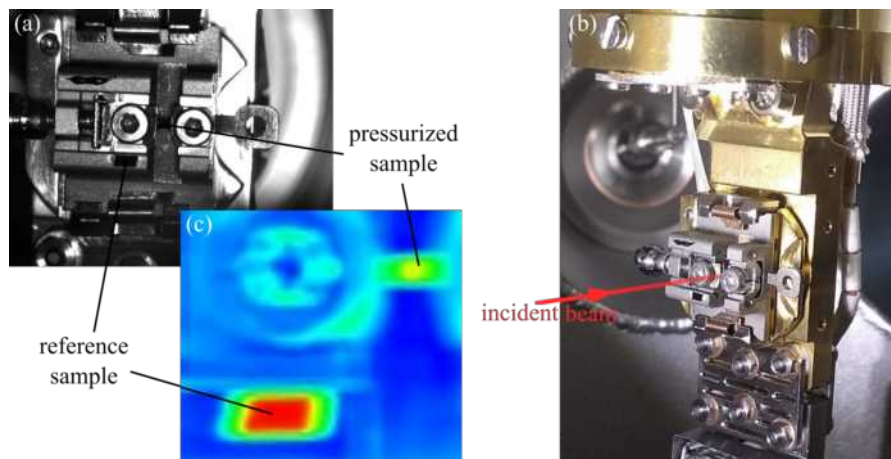 (a)
(b)
pressurized
sample
(c)
incident beam
reference
sample